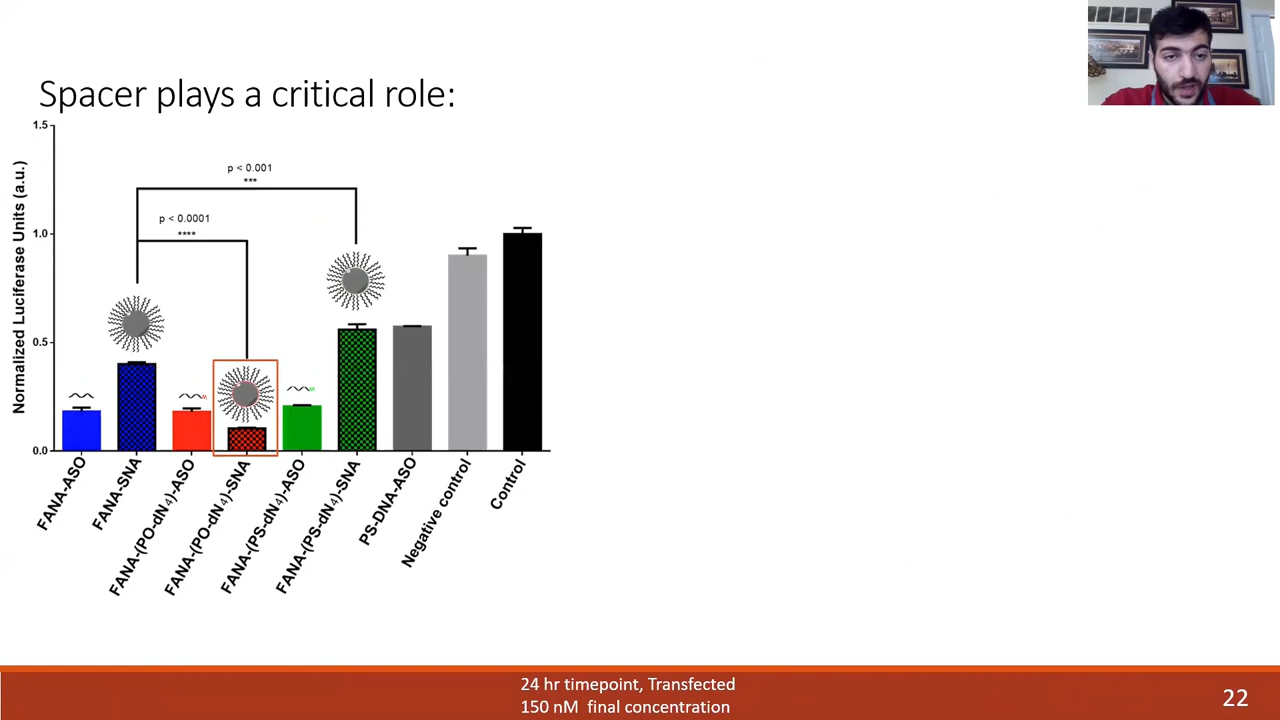 Spacer plays a critical role:
1.5
1.0
0.5
0.0
Normalized Luciferase Units (a.u.)
p < 0.001
***
p < 0.0001
****
FANA-ASO
FANA-SNA
FANA-(PO-dN4)-ASO
FANA-(PO-dN4)-SNA
FANA-(PS-dN4)-ASO
FANA-(PS-dN4)-SNA
PS-DNA-ASO
Negative control
Control
24 hr timepoint, Transfected
150 nM final concentration
22